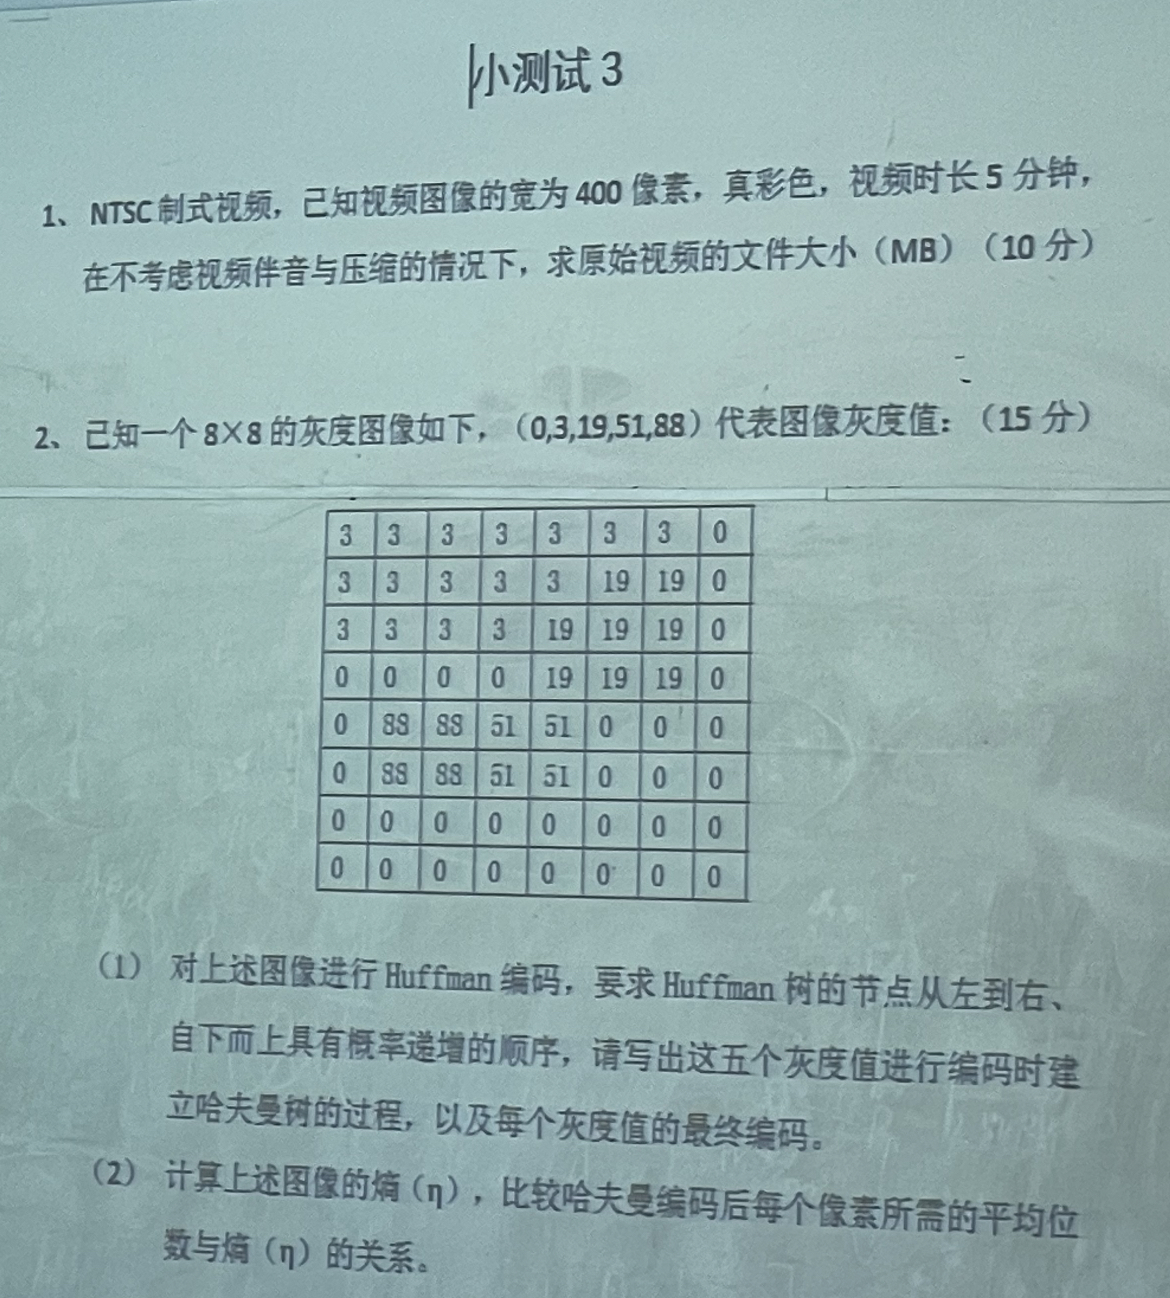 小测试 3
1、 NTSC 制式视频，已知视频图像的宽为 400 像素，真彩色，视频时长 5 分钟，
在不考虑视频伴音与压缩的情况下，求原始视频的文件大小（MB）（10 分）
2、 已知一个 8×8 的灰度图像如下，（0,3,19,51,88）代表图像灰度值：（15 分）
3 3 3 3 3 3 3 0
3 3 3 3 3 19 19 0
3 3 3 3 19 19 19 0
0 0 0 0 19 19 19 0
0 88 88 51 51 0 0 0
0 88 88 51 51 0 0 0
0 0 0 0 0 0 0 0
0 0 0 0 0 0 0 0
（1） 对上述图像进行 Huffman 编码，要求 Huffman 树的节点从左到右、
自下而上具有概率递增的顺序，请写出这五个灰度值进行编码时建
立哈夫曼树的过程，以及每个灰度值的最终编码。
（2） 计算上述图像的熵（η），比较哈夫曼编码后每个像素所需的平均位
数与熵（η）的关系。